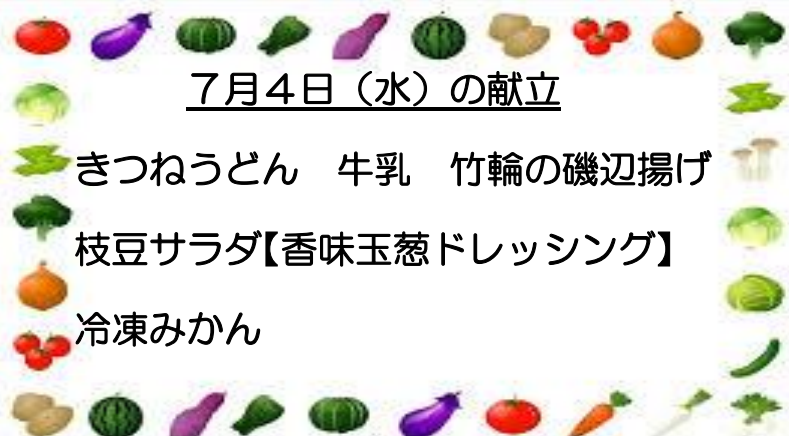 ７月４日（水）の献立
きつねうどん　牛乳　竹輪の磯辺揚げ
枝豆サラダ【香味玉葱ドレッシング】
冷凍みかん